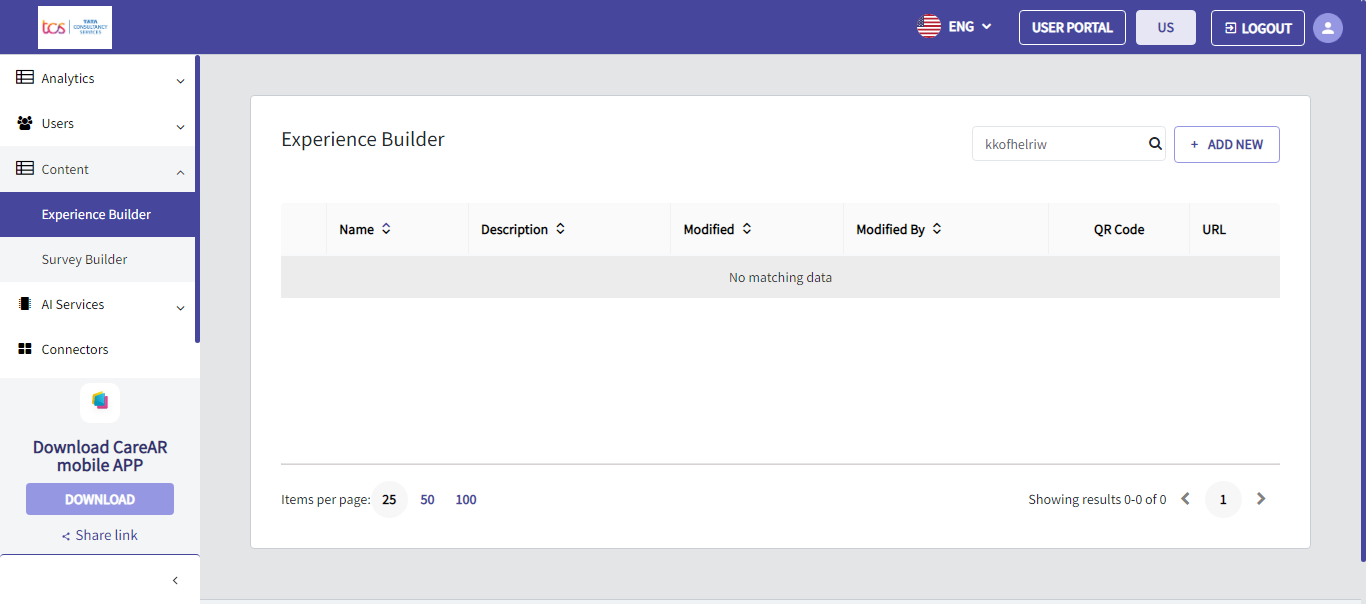 tcs TATA
CONSULTANCY
SERVICES
ENG
USER PORTAL
US
LOGOUT
Analytics
Users
Content
Experience Builder
Survey Builder
AI Services
Connectors
Download CareAR
mobile APP
DOWNLOAD
Share link
Experience Builder
kkofhelriw
+ ADD NEW
Name Description Modified Modified By QR Code URL
No matching data
Items per page: 25 50 100
Showing results 0-0 of 0 1